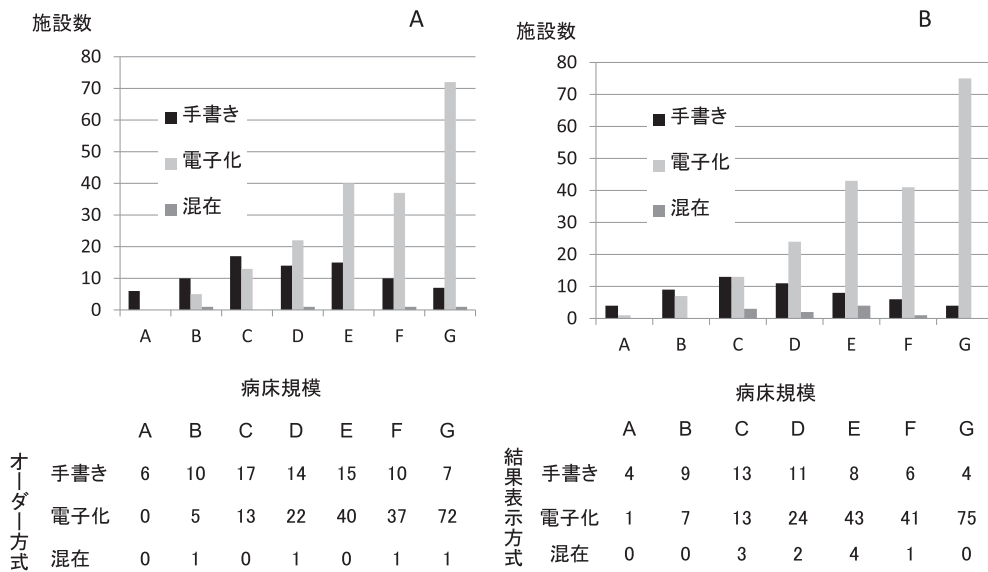 施設数
A
80
70
60
50
40
30
20
10
0
手書き
電子化
混在
A B C D E F G
病床規模
A B C D E F G
オーダー方式
手書き 6 10 17 14 15 10 7
電子化 0 5 13 22 40 37 72
混在 0 1 0 1 0 1 1
施設数
B
80
70
60
50
40
30
20
10
0
手書き
電子化
混在
A B C D E F G
病床規模
A B C D E F G
結果表示方式
手書き 4 9 13 11 8 6 4
電子化 1 7 13 24 43 41 75
混在 0 0 3 2 4 1 0